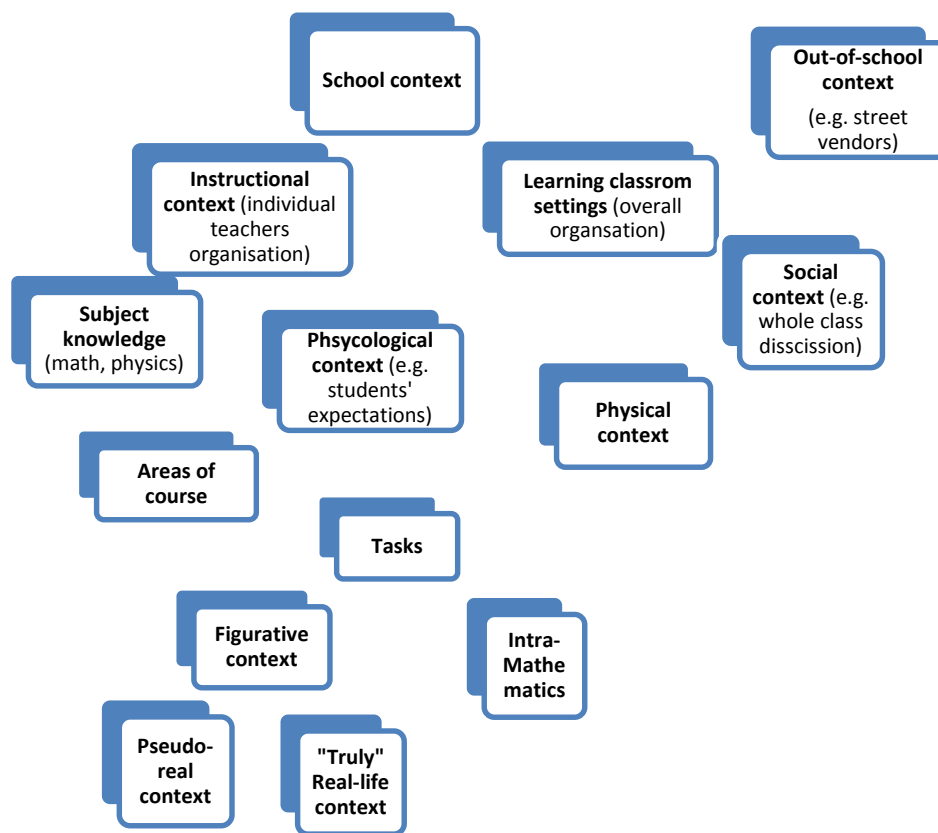 School context
Out-of-school
context
(e.g. street
vendors)
Instructional
context (individual
teachers
organisation)
Learning classrom
settings (overall
organsation)
Social
context (e.g.
whole class
disscission)
Subject
knowledge
(math, physics)
Phsycological
context (e.g.
students'
expectations)
Physical
context
Areas of
course
Tasks
Figurative
context
Intra-
Mathe
matics
Pseudo-
real
context
"Truly"
Real-life
context